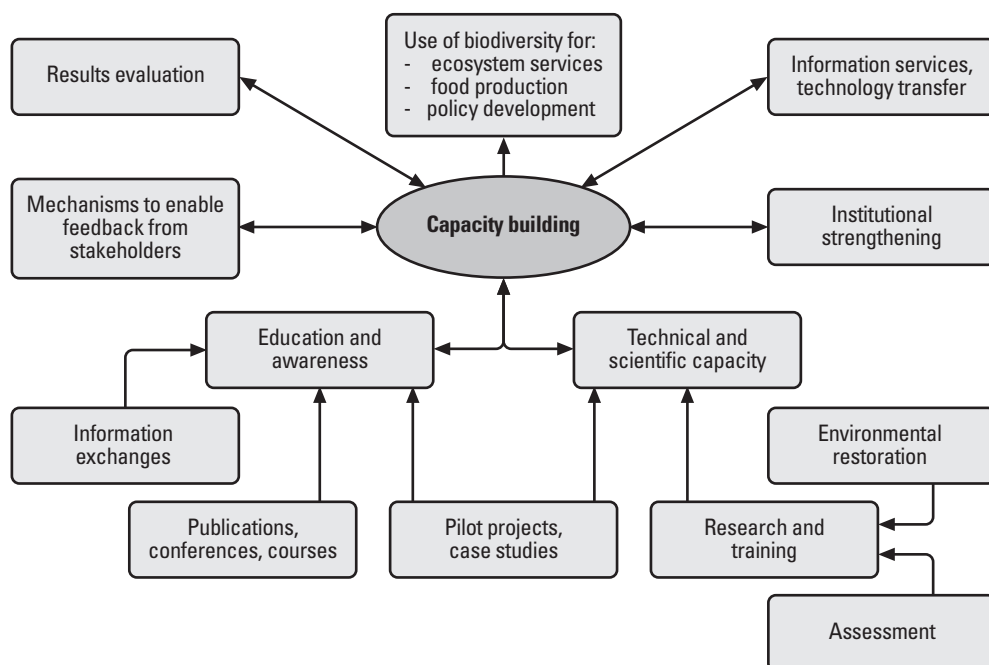 Results evaluation
Use of biodiversity for:
- ecosystem services
- food production
- policy development
Information services,
technology transfer
Mechanisms to enable
feedback from
stakeholders
Capacity building
Institutional
strengthening
Education and
awareness
Technical and
scientific capacity
Information
exchanges
Environmental
restoration
Publications,
conferences, courses
Pilot projects,
case studies
Research and
training
Assessment